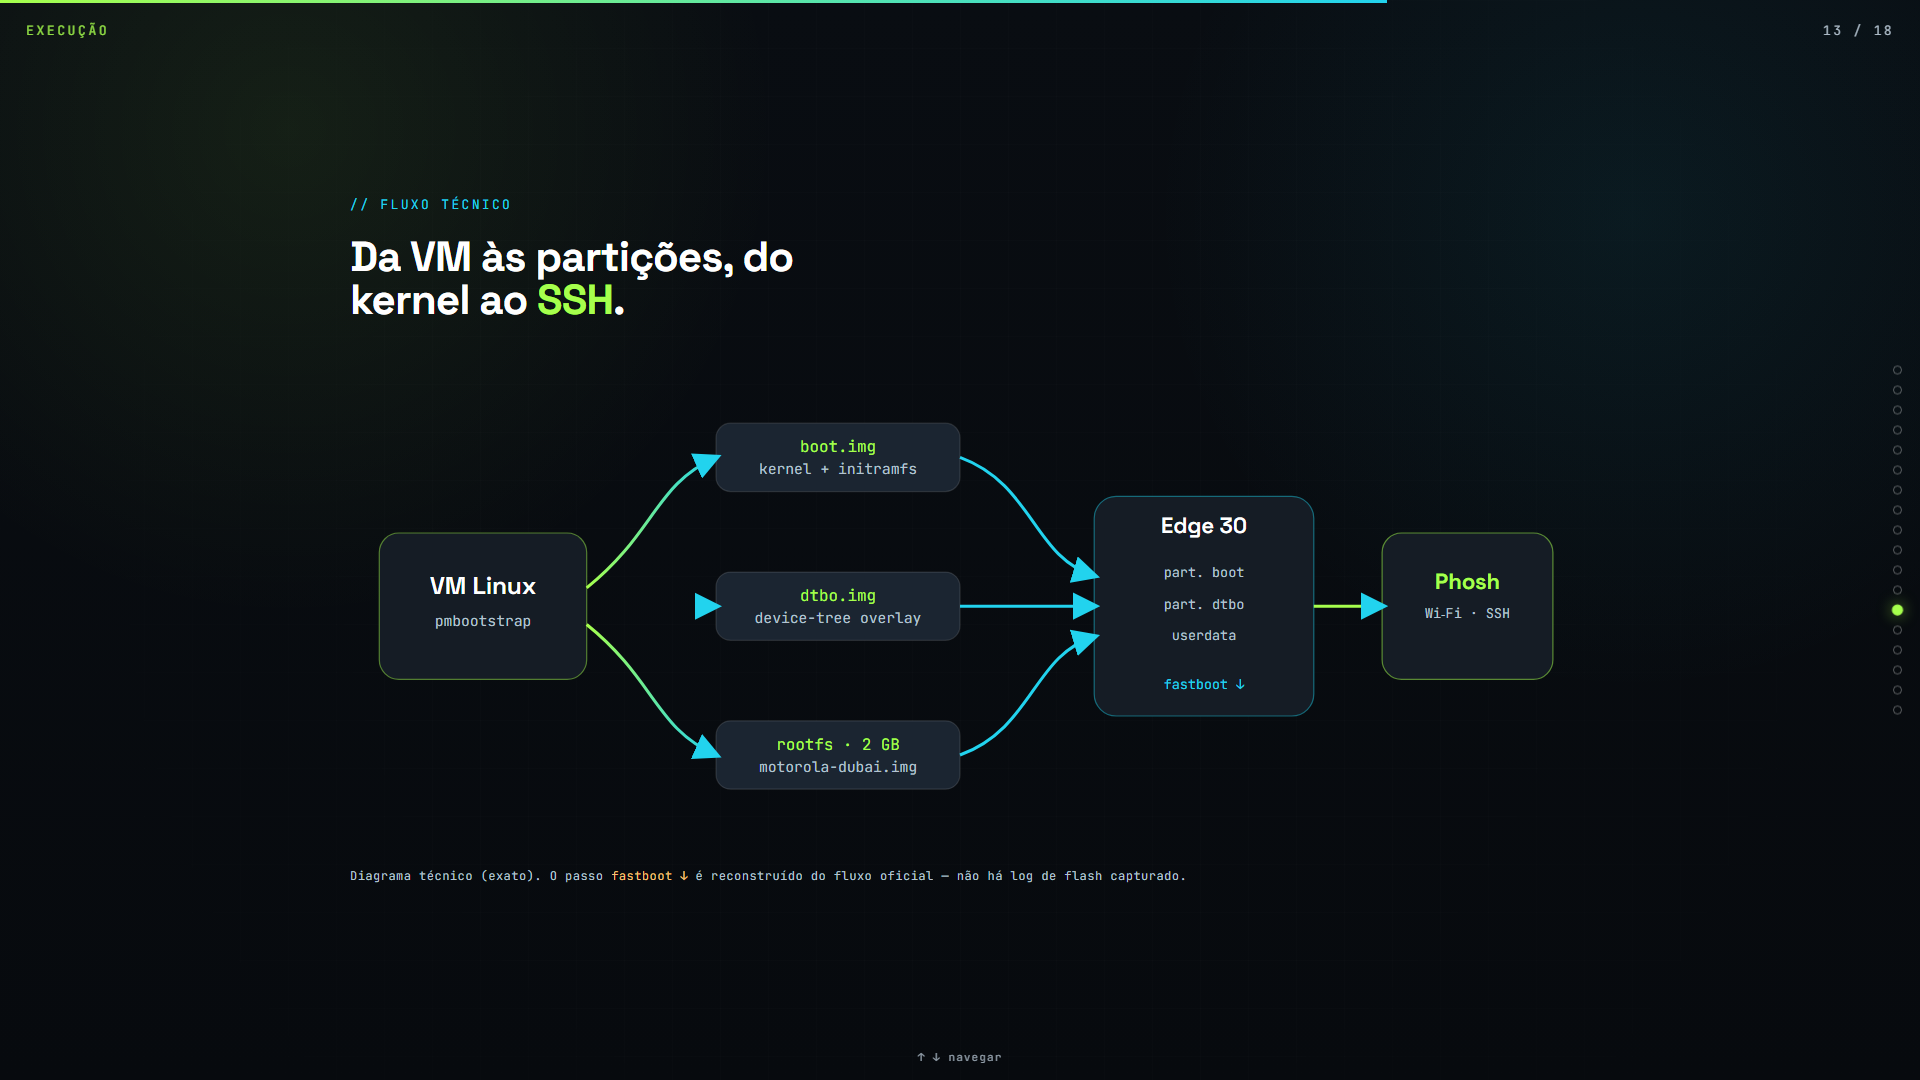 EXECUÇÃO
13 / 18
// FLUXO TÉCNICO
Da VM às partições, do
kernel ao SSH.
boot.img
kernel + initramfs
VM Linux
pmbootstrap
dtbo.img
device-tree overlay
rootfs · 2 GB
motorola-dubai.img
Edge 30
part. boot
part. dtbo
userdata
fastboot ↓
Phosh
Wi-Fi · SSH
Diagrama técnico (exato). O passo fastboot ↓ é reconstruído do fluxo oficial — não há log de flash capturado.
↑ ↓ navegar